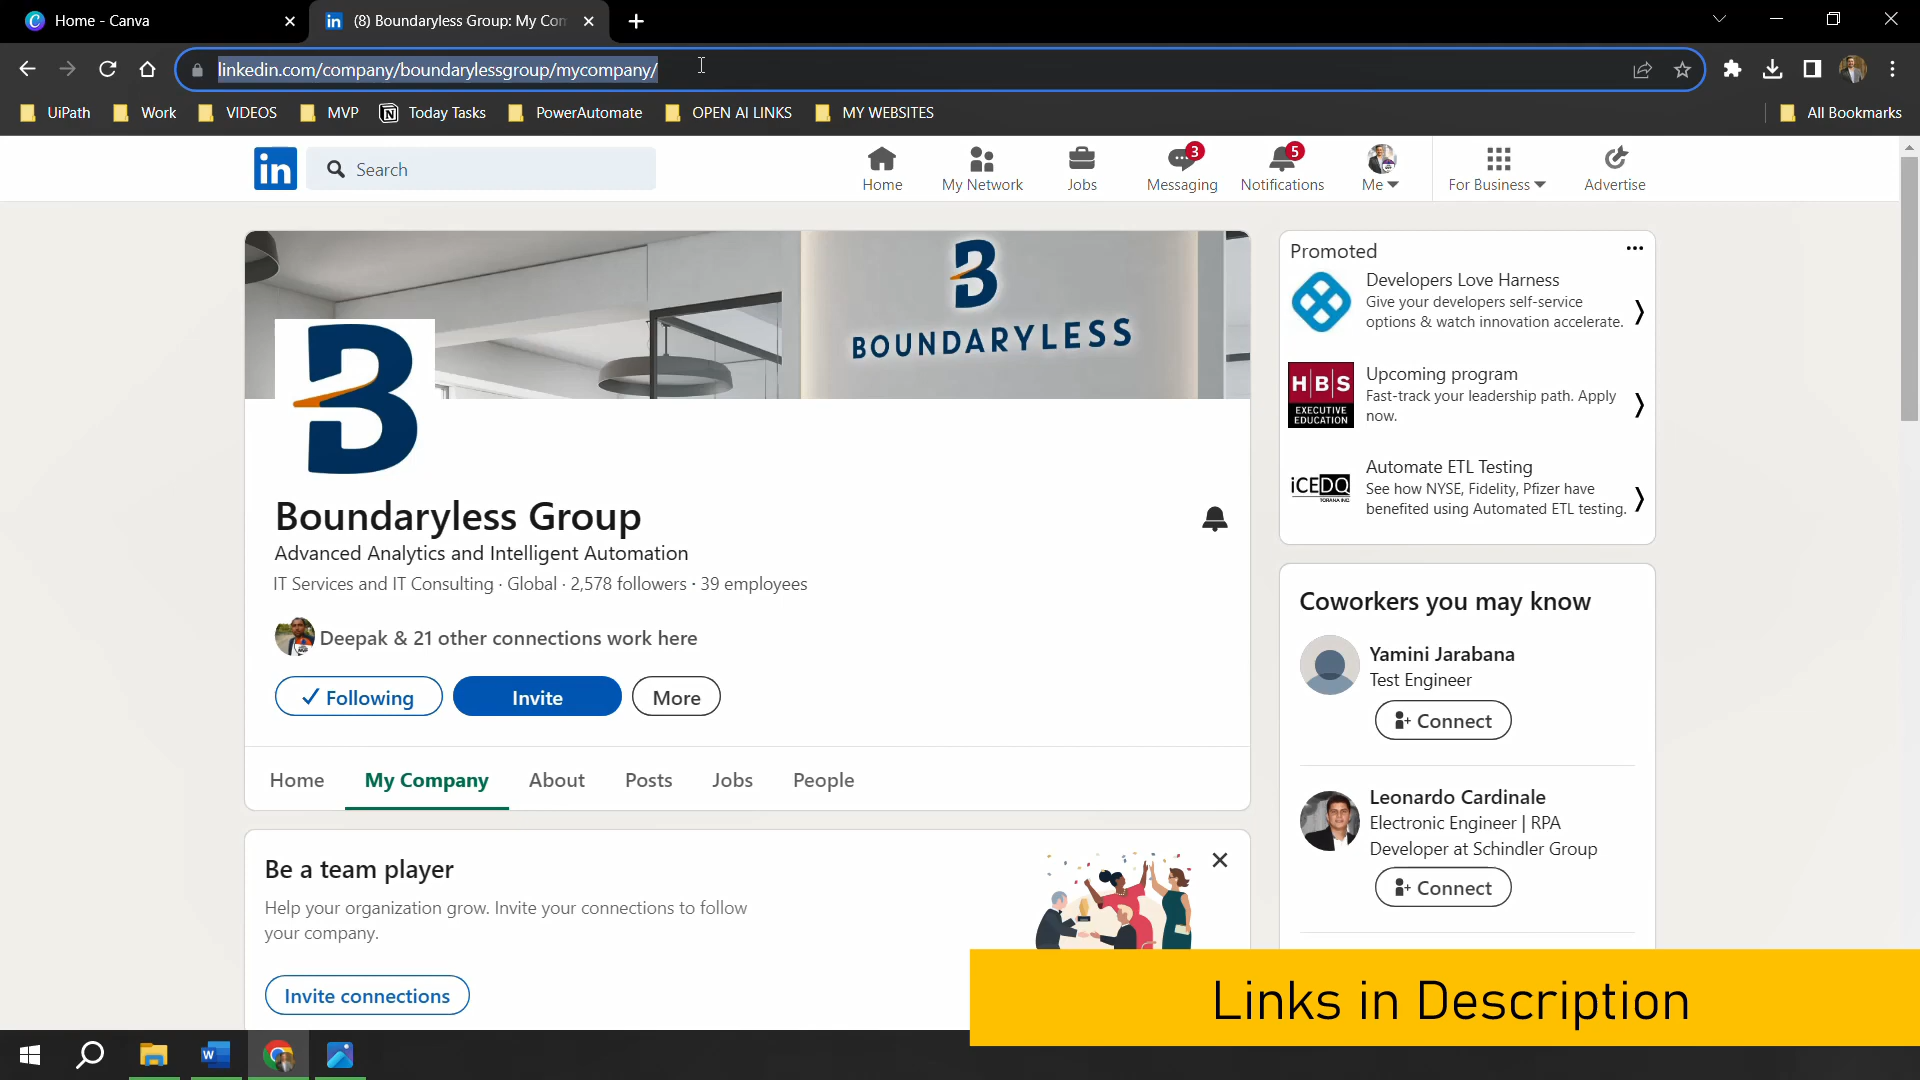 Home - Canva
(8) Boundaryless Group: My Con
linkedin.com/company/boundarylessgroup/mycompany/
UiPath
Work
VIDEOS
MVP
Today Tasks
PowerAutomate
OPEN AI LINKS
MY WEBSITES
All Bookmarks
in
Search
Home
My Network
Jobs
3
Messaging
5
Notifications
Me
For Business
Advertise
BOUNDARYLESS
Boundaryless Group
Advanced Analytics and Intelligent Automation
IT Services and IT Consulting · Global · 2,578 followers · 39 employees
Deepak & 21 other connections work here
Following
Invite
More
Home
My Company
About
Posts
Jobs
People
Be a team player
Help your organization grow. Invite your connections to follow
your company.
Invite connections
Promoted
Developers Love Harness
Give your developers self-service
options & watch innovation accelerate.
HBS
EXECUTIVE
EDUCATION
Upcoming program
Fast-track your leadership path. Apply
now.
iCEDQ
TORANA INC
Automate ETL Testing
See how NYSE, Fidelity, Pfizer have
benefited using Automated ETL testing.
Coworkers you may know
Yamini Jarabana
Test Engineer
Connect
Leonardo Cardinale
Electronic Engineer | RPA
Developer at Schindler Group
Connect
Links in Description